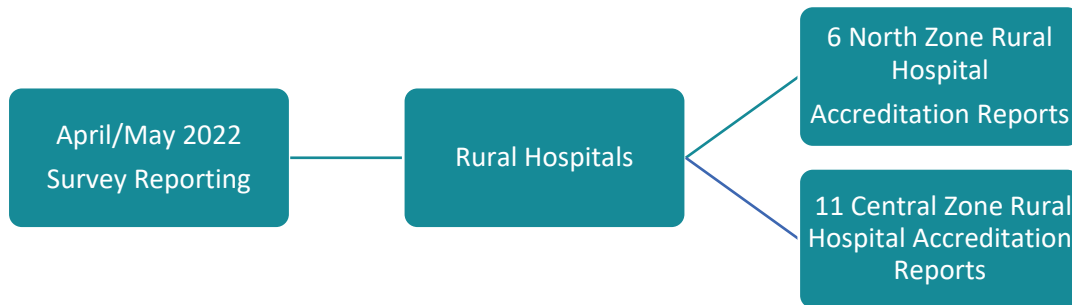 April/May 2022
Survey Reporting
Rural Hospitals
6 North Zone Rural
Hospital
Accreditation Reports
11 Central Zone Rural
Hospital Accreditation
Reports